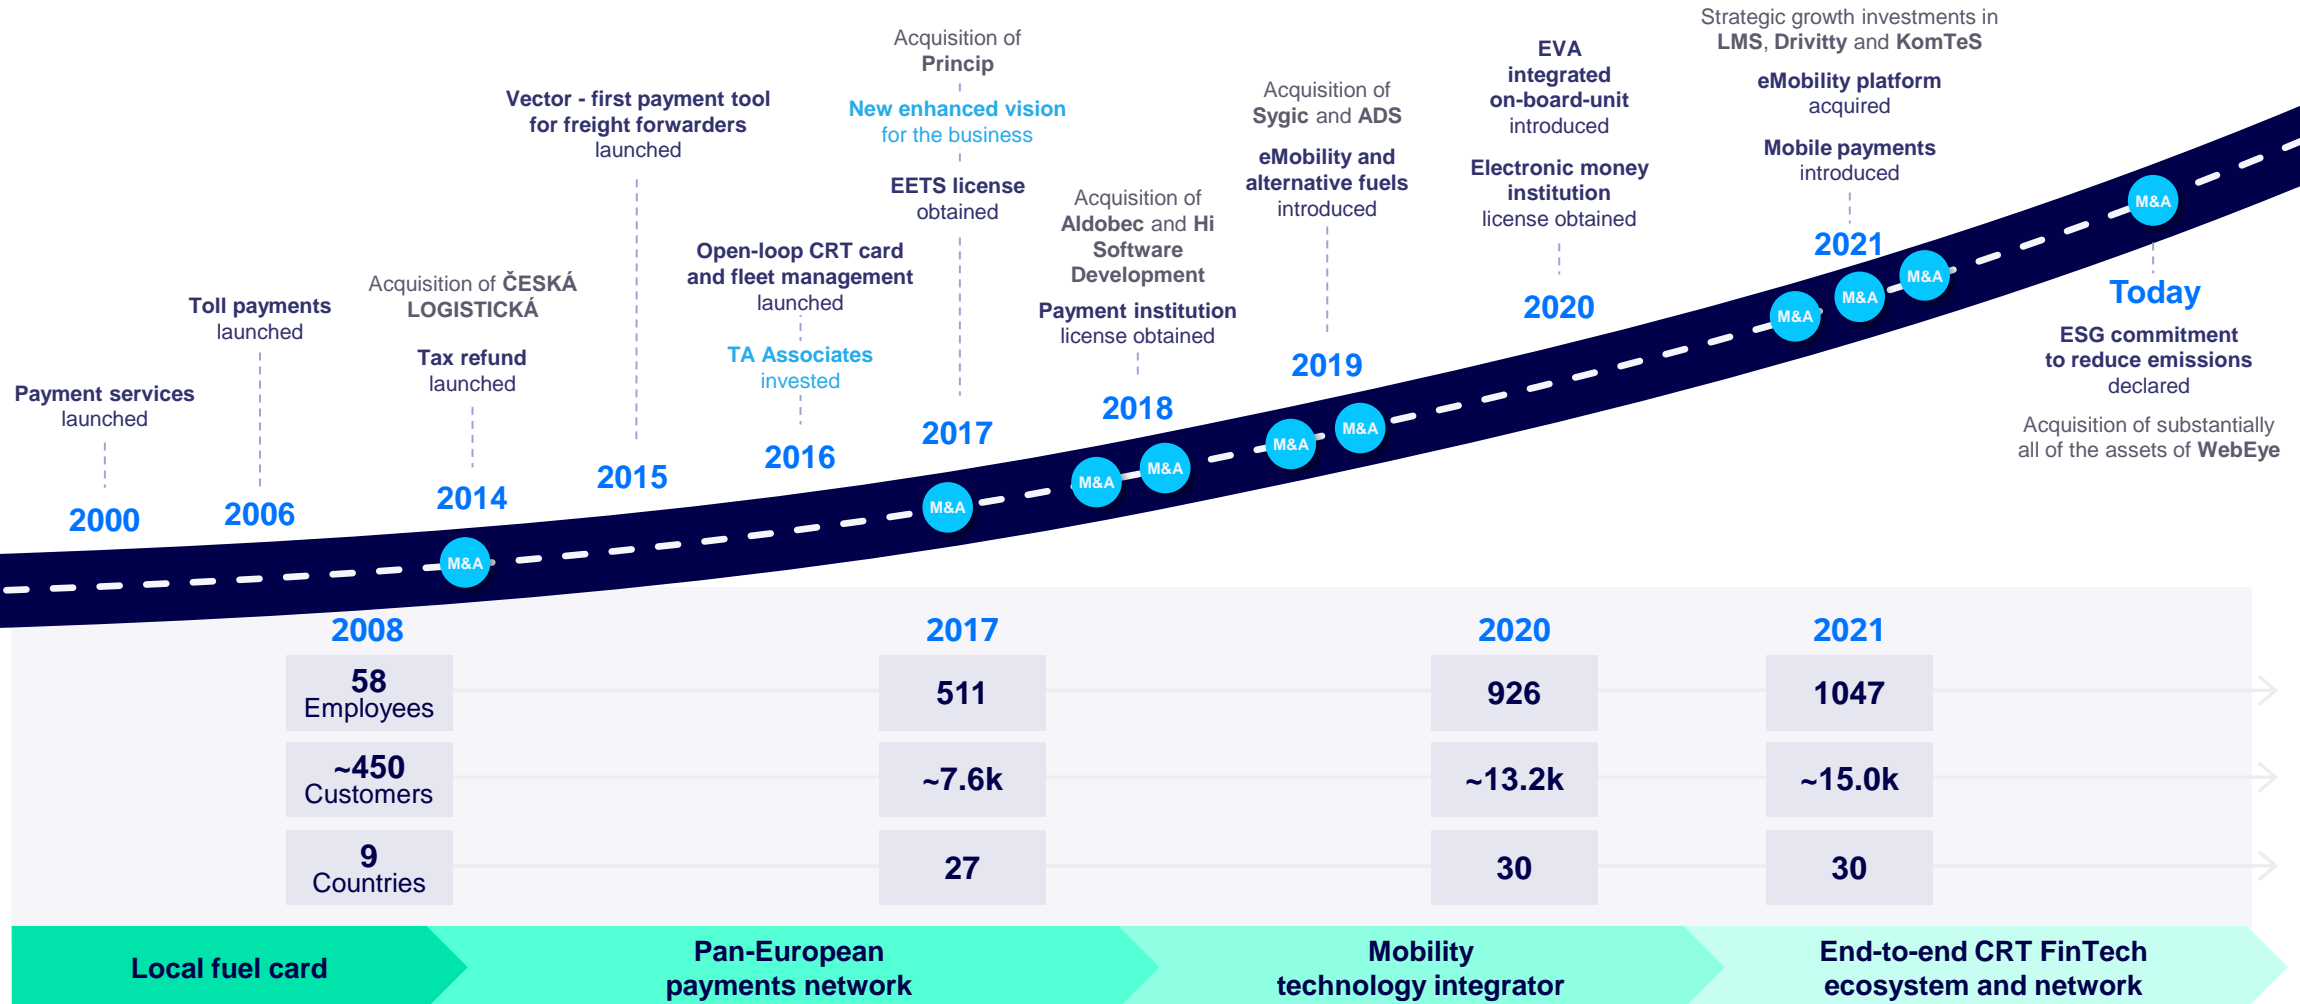 Payment services
launched
2000
Toll payments
launched
2006
Acquisition of ČESKÁ
LOGISTICKÁ
Tax refund
launched
2014
Vector - first payment tool
for freight forwarders
launched
2015
Open-loop CRT card
and fleet management
launched
TA Associates
invested
2016
Acquisition of
Princip
New enhanced vision
for the business
EETS license
obtained
2017
Acquisition of
Aldobec and Hi
Software
Development
Payment institution
license obtained
2018
Acquisition of
Sygic and ADS
eMobility and
alternative fuels
introduced
2019
EVA
integrated
on-board-unit
introduced
Electronic money
institution
license obtained
2020
Strategic growth investments in
LMS, Drivitty and KomTeS
eMobility platform
acquired
Mobile payments
introduced
2021
Today
ESG commitment
to reduce emissions
declared
Acquisition of substantially
all of the assets of WebEye
M&A
M&A
M&A
M&A
M&A
M&A
M&A
M&A
M&A
M&A
2008
2017
2020
2021
58
Employees
511
926
1047
~450
Customers
~7.6k
~13.2k
~15.0k
9
Countries
27
30
30
Local fuel card
Pan-European
payments network
Mobility
technology integrator
End-to-end CRT FinTech
ecosystem and network